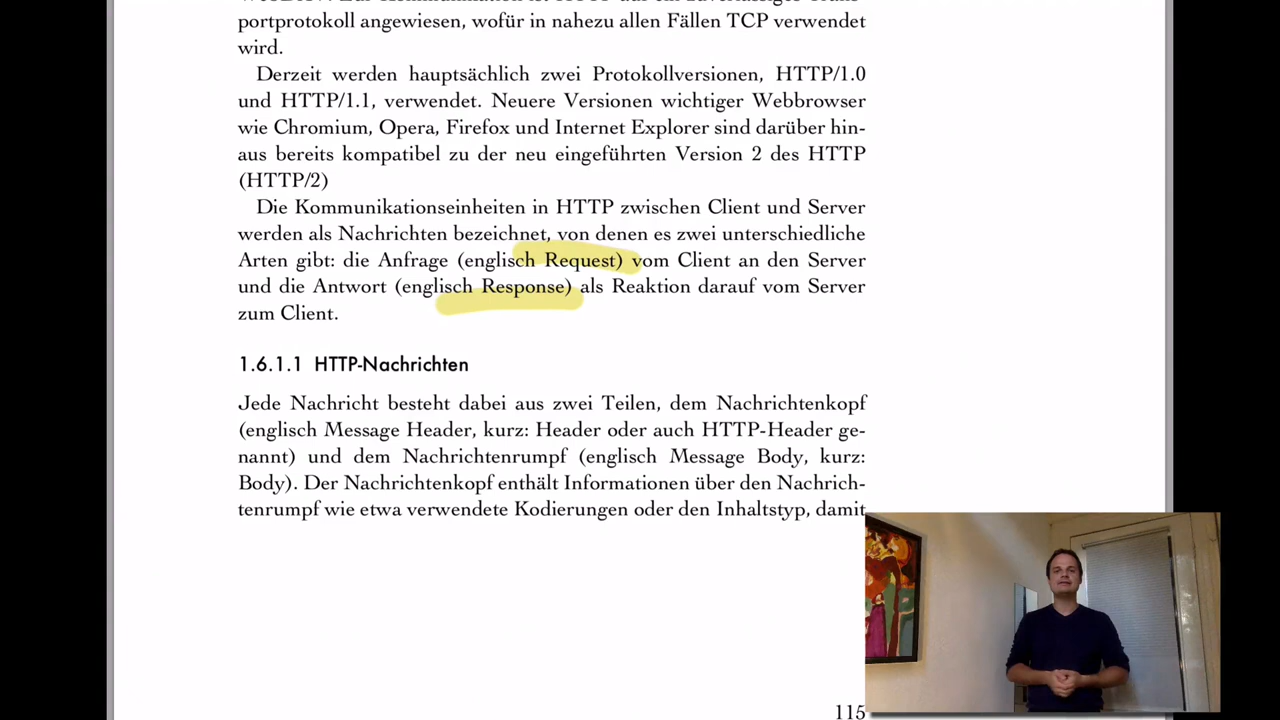 portprotokoll angewiesen, wofür in nahezu allen Fällen TCP verwendet
wird.
Derzeit werden hauptsächlich zwei Protokollversionen, HTTP/1.0
und HTTP/1.1, verwendet. Neuere Versionen wichtiger Webbrowser
wie Chromium, Opera, Firefox und Internet Explorer sind darüber hin-
aus bereits kompatibel zu der neu eingeführten Version 2 des HTTP
(HTTP/2)
Die Kommunikationseinheiten in HTTP zwischen Client und Server
werden als Nachrichten bezeichnet, von denen es zwei unterschiedliche
Arten gibt: die Anfrage (englisch Request) vom Client an den Server
und die Antwort (englisch Response) als Reaktion darauf vom Server
zum Client.
1.6.1.1 HTTP-Nachrichten
Jede Nachricht besteht dabei aus zwei Teilen, dem Nachrichtenkopf
(englisch Message Header, kurz: Header oder auch HTTP-Header ge-
nannt) und dem Nachrichtenrumpf (englisch Message Body, kurz:
Body). Der Nachrichtenkopf enthält Informationen über den Nachrich-
tenrumpf wie etwa verwendete Kodierungen oder den Inhaltstyp, damit
115